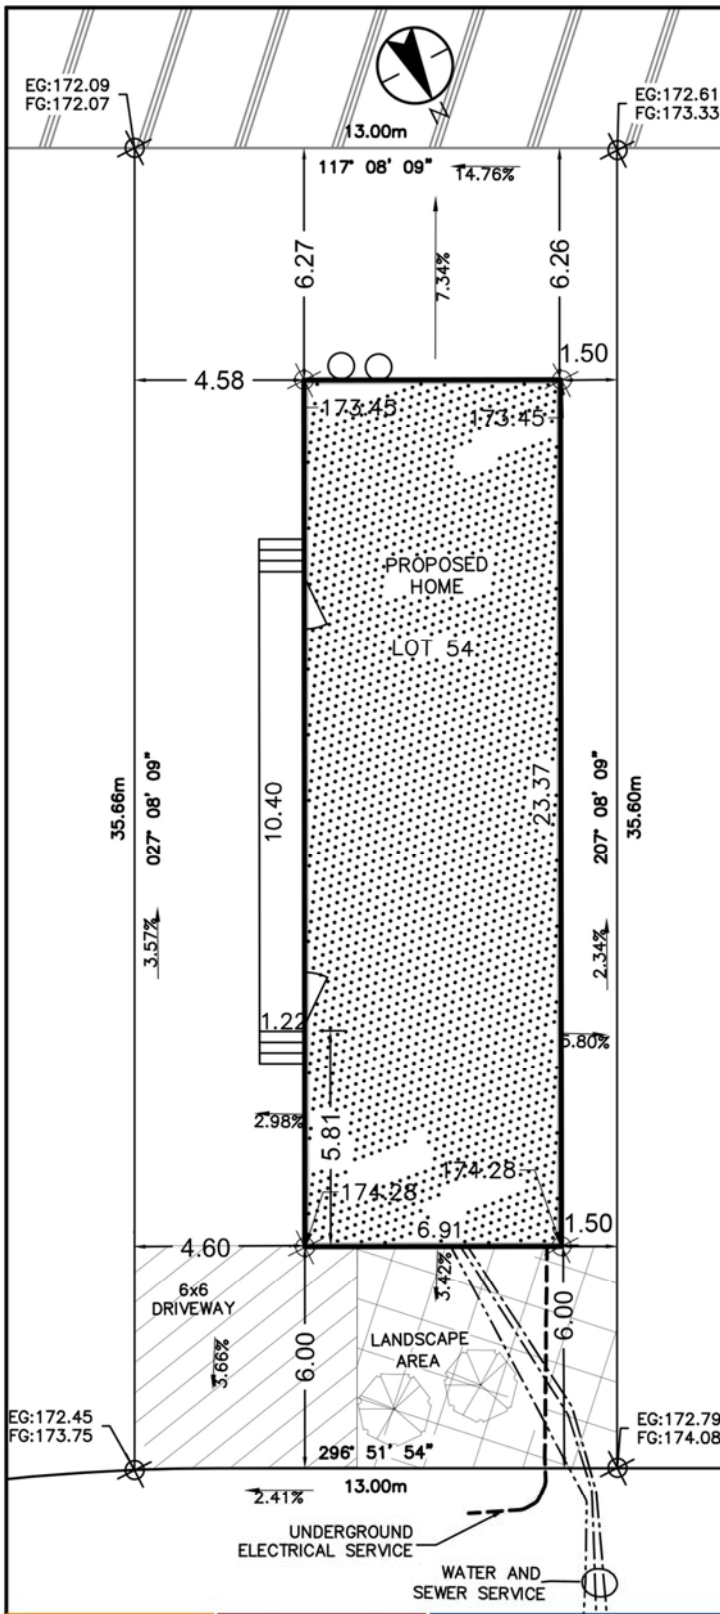 EG:172.09
FG:172.07
EG:172.61
FG:173.33
N
13.00m
117° 08' 09"
14.76%
6.27
7.34%
6.26
1.50
4.58
173.45
173.45
PROPOSED
HOME
LOT 54
35.66m
027° 08' 09"
10.40
23.37
207° 08' 09"
35.60m
3.57%
2.34%
1.22
5.80%
2.98%
5.81
174.28
174.28
6.91
1.50
4.60
3.42%
6x6
DRIVEWAY
3.66%
6.00
LANDSCAPE
AREA
6.00
EG:172.45
FG:173.75
EG:172.79
FG:174.08
296° 51' 54"
13.00m
2.41%
UNDERGROUND
ELECTRICAL SERVICE
WATER AND
SEWER SERVICE